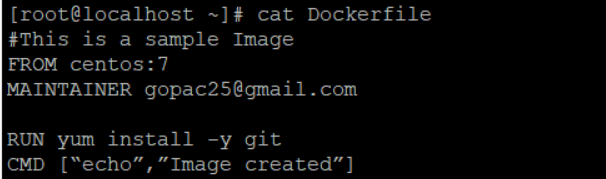 [root@localhost ~]# cat Dockerfile
#This is a sample Image
FROM centos:7
MAINTAINER gopac25@gmail.com
RUN yum install -y git
CMD [“echo”,”Image created”]